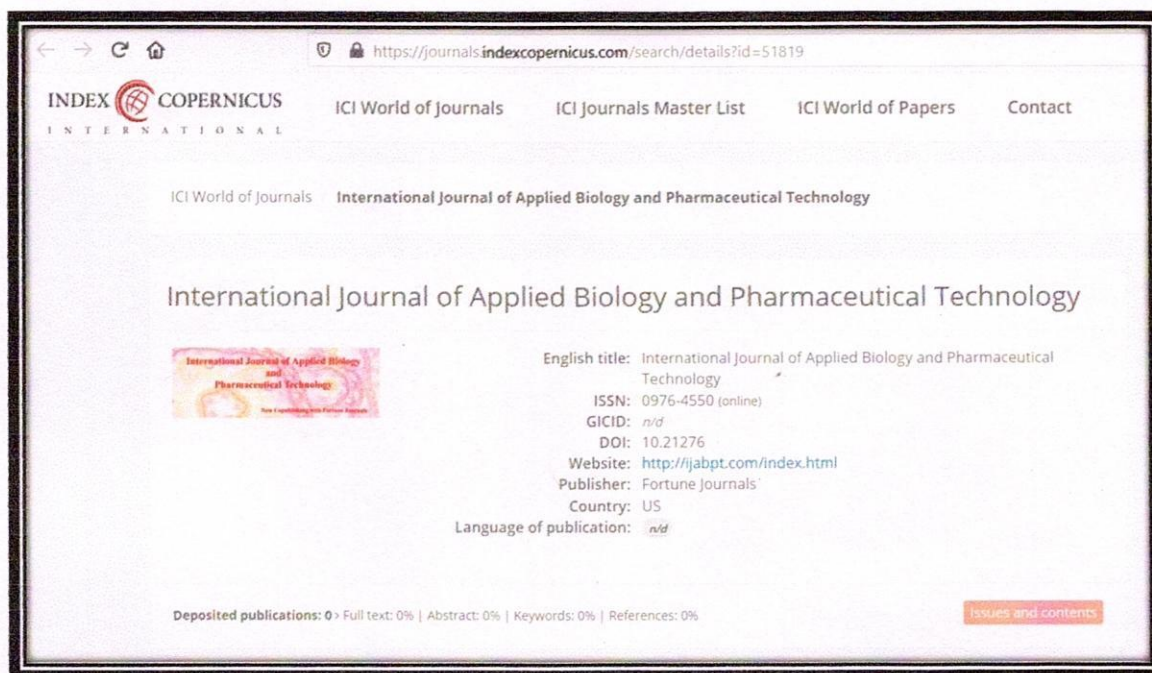 https://journals.indexcopernicus.com/search/details?id=51819
INDEX COPERNICUS
INTERNATIONAL
ICI World of Journals ICI Journals Master List ICI World of Papers Contact
ICI World of Journals International Journal of Applied Biology and Pharmaceutical Technology
International Journal of Applied Biology and Pharmaceutical Technology
International Journal of Applied Biology
and
Pharmaceutical Technology
Now Copublishing with Fortune Journals
English title: International Journal of Applied Biology and Pharmaceutical
Technology
ISSN: 0976-4550 (online)
GICID: n/d
DOI: 10.21276
Website: http://ijabpt.com/index.html
Publisher: Fortune Journals
Country: US
Language of publication: n/d
Deposited publications: 0 > Full text: 0% | Abstract: 0% | Keywords: 0% | References: 0%
Issues and contents